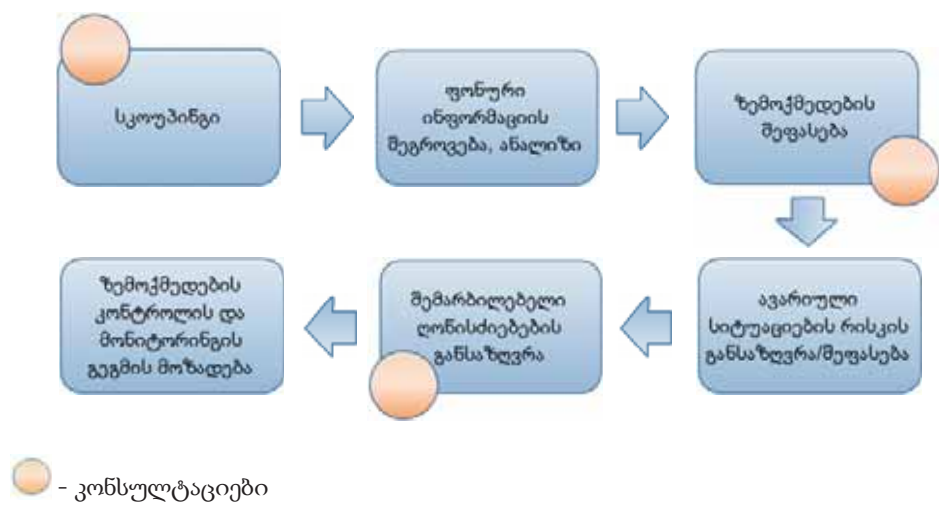 სკოუპინგი
ფონური
ინფორმაციის
შეგროვება, ანალიზი
ზემოქმედების
შეფასება
ავარიული
სიტუაციების რისკის
განსაზღვრა/შეფასება
შემარბილებელი
ღონისძიებების
განსაზღვრა
ზემოქმედების
კონტროლის და
მონიტორინგის
გეგმის მოზადება
- კონსულტაციები